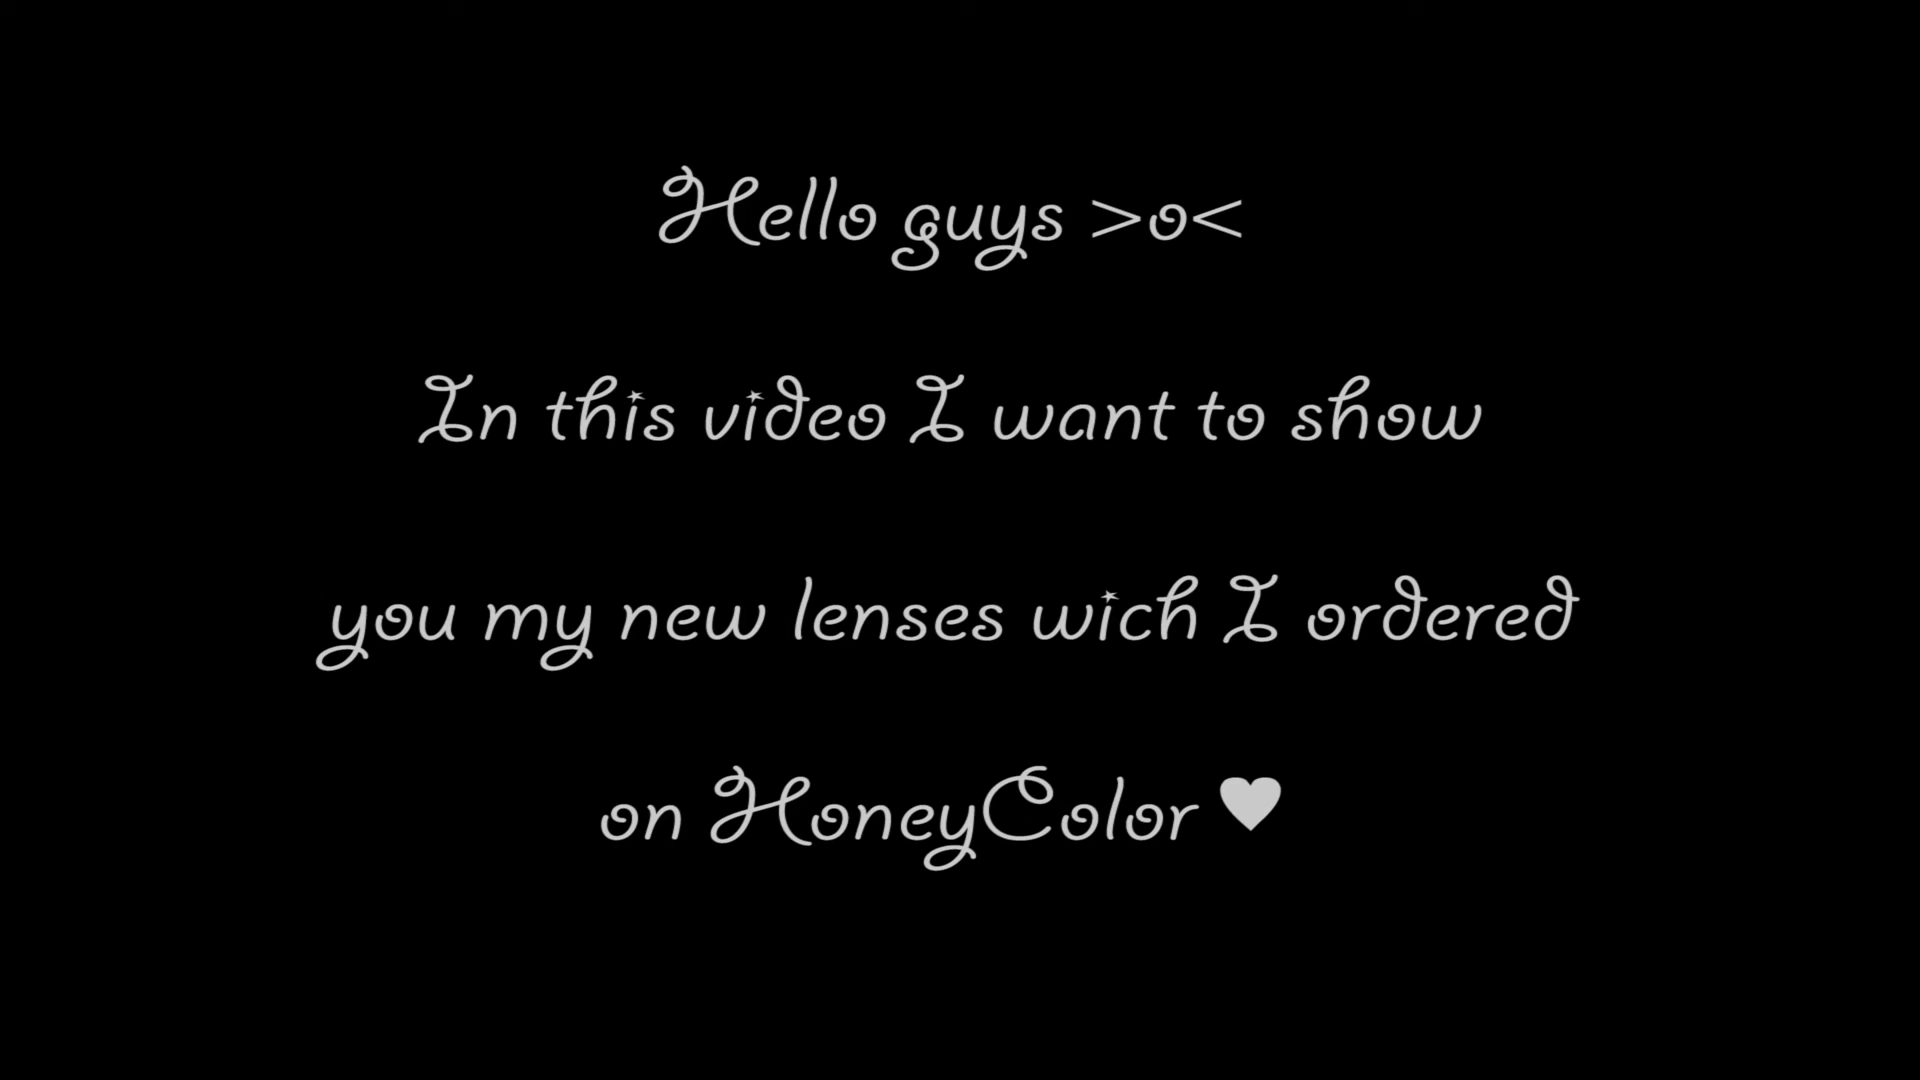 Hello guys >o<
In this video I want to show
you my new lenses wich I ordered
on HoneyColor ♥